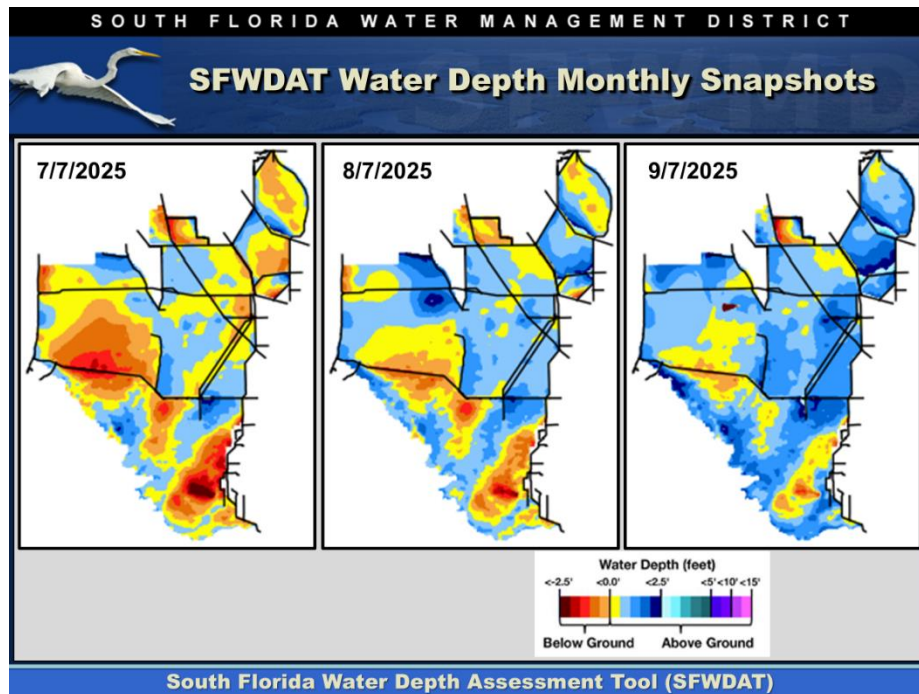 SOUTH FLORIDA WATER MANAGEMENT DISTRICT
SFWDAT Water Depth Monthly Snapshots
7/7/2025
8/7/2025
9/7/2025
Water Depth (feet)
<-2.5' <0.0' <2.5' <5' <10' <15'
Below Ground Above Ground
South Florida Water Depth Assessment Tool (SFWDAT)